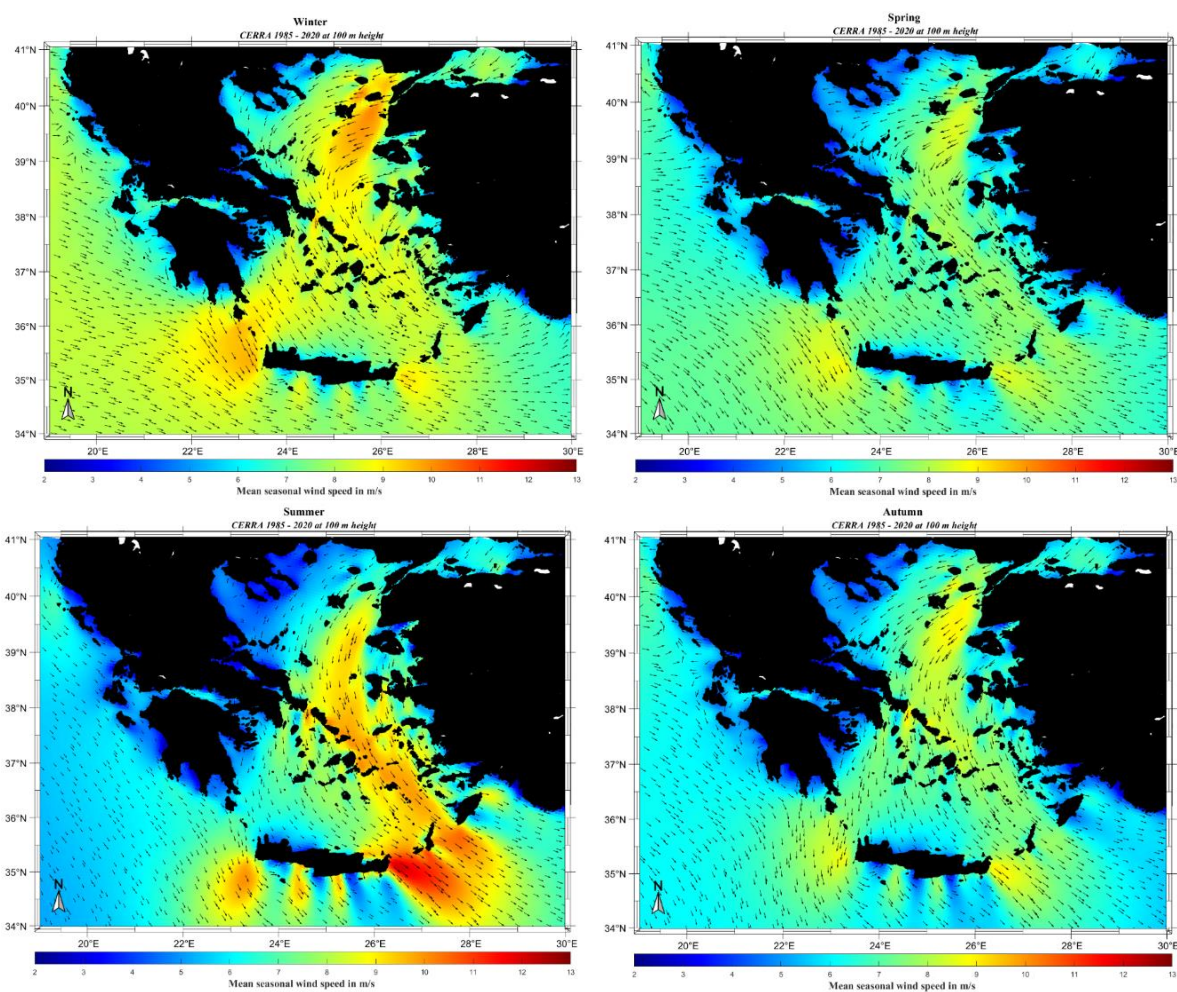 Winter
CERRA 1985 - 2020 at 100 m height
41°N
40°N
39°N
38°N
37°N
36°N
35°N
34°N
N
20°E 22°E 24°E 26°E 28°E 30°E
2 3 4 5 6 7 8 9 10 11 12 13
Mean seasonal wind speed in m/s
Spring
CERRA 1985 - 2020 at 100 m height
41°N
40°N
39°N
38°N
37°N
36°N
35°N
34°N
N
20°E 22°E 24°E 26°E 28°E 30°E
2 3 4 5 6 7 8 9 10 11 12 13
Mean seasonal wind speed in m/s
Summer
CERRA 1985 - 2020 at 100 m height
41°N
40°N
39°N
38°N
37°N
36°N
35°N
34°N
N
20°E 22°E 24°E 26°E 28°E 30°E
2 3 4 5 6 7 8 9 10 11 12 13
Mean seasonal wind speed in m/s
Autumn
CERRA 1985 - 2020 at 100 m height
41°N
40°N
39°N
38°N
37°N
36°N
35°N
34°N
N
20°E 22°E 24°E 26°E 28°E 30°E
2 3 4 5 6 7 8 9 10 11 12 13
Mean seasonal wind speed in m/s